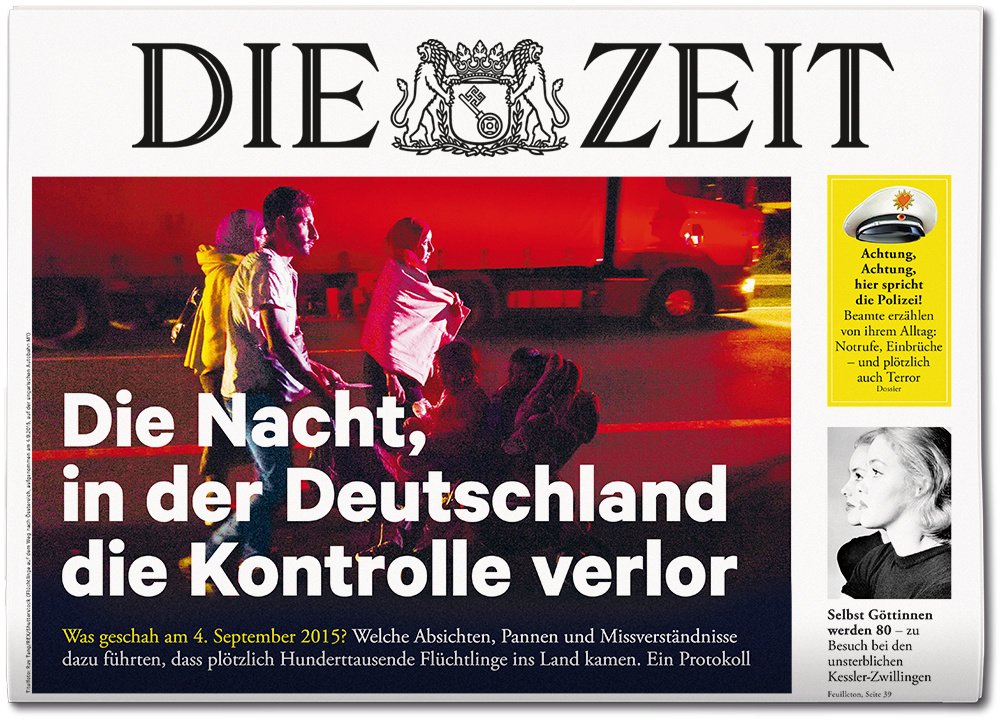 DIE ZEIT
Die Nacht,
in der Deutschland
die Kontrolle verlor
Was geschah am 4. September 2015? Welche Absichten, Pannen und Missverständnisse
dazu führten, dass plötzlich Hunderttausende Flüchtlinge ins Land kamen. Ein Protokoll
Achtung,
Achtung,
hier spricht
die Polizei!
Beamte erzählen
von ihrem Alltag:
Notrufe, Einbrüche
– und plötzlich
auch Terror
Dossier
Selbst Göttinnen
werden 80 – zu
Besuch bei den
unsterblichen
Kessler-Zwillingen
Feuilleton, Seite 39